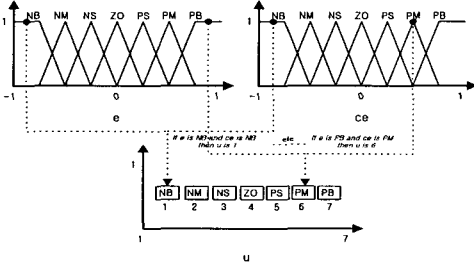 1 NB NM NS ZO PS PM PB
-1 0 1
e
1 NB NM NS ZO PS PM PB
-1 0 1
ce
If e is NB and ce is NB
then u is 1
etc
If e is PB and ce is PM
then u is 6
1
NB NM NS ZO PS PM PB
1 2 3 4 5 6 7
1 7
u